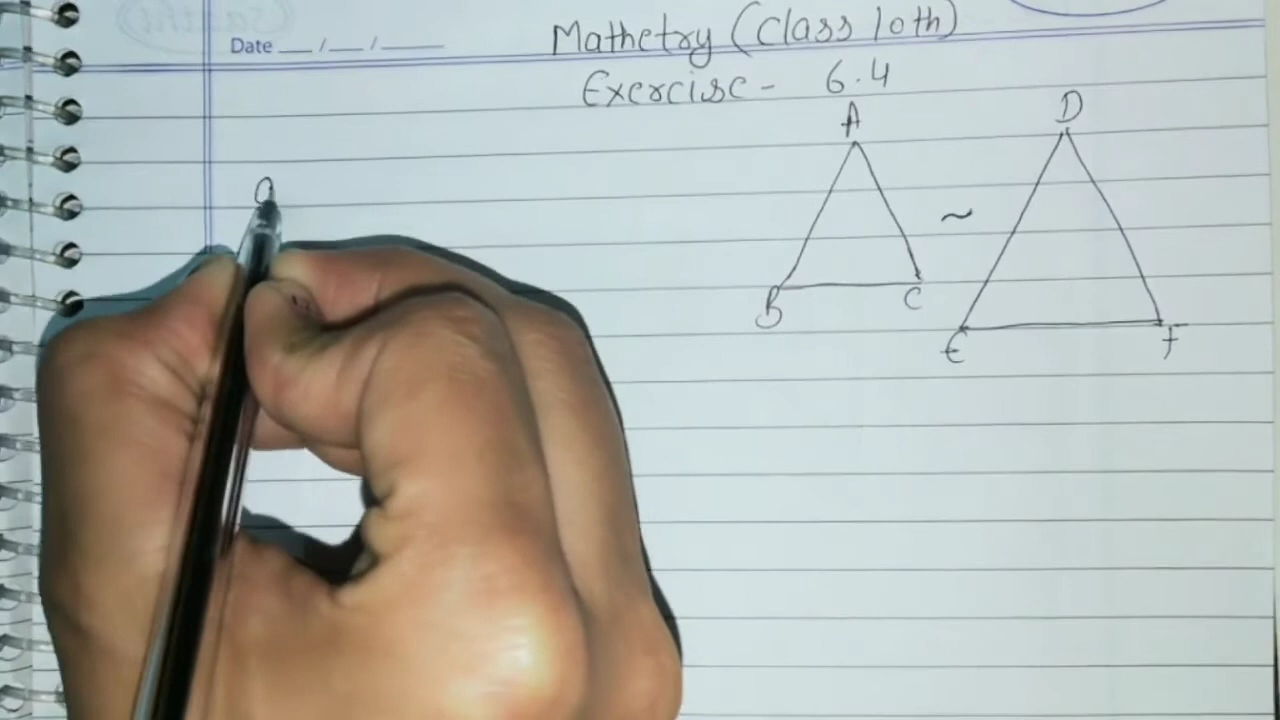 Date __ /__ /____
Mathetry (class 10th)
Exercise - 6.4
A
D
~
B
C
E
F